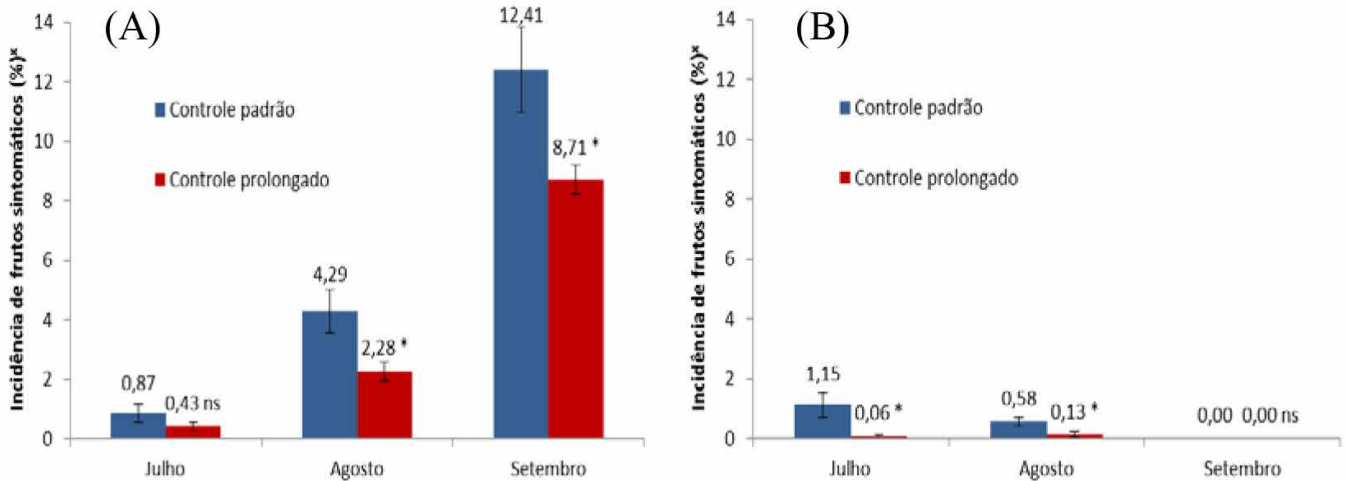 (A)
Incidência de frutos sintomáticos (%)*
14
12
10
8
6
4
2
0
Controle padrão
Controle prolongado
0,87
0,43 ns
4,29
2,28 *
12,41
8,71 *
Julho
Agosto
Setembro
(B)
Incidência de frutos sintomáticos (%)*
14
12
10
8
6
4
2
0
Controle padrão
Controle prolongado
1,15
0,06 *
0,58
0,13 *
0,00 0,00 ns
Julho
Agosto
Setembro